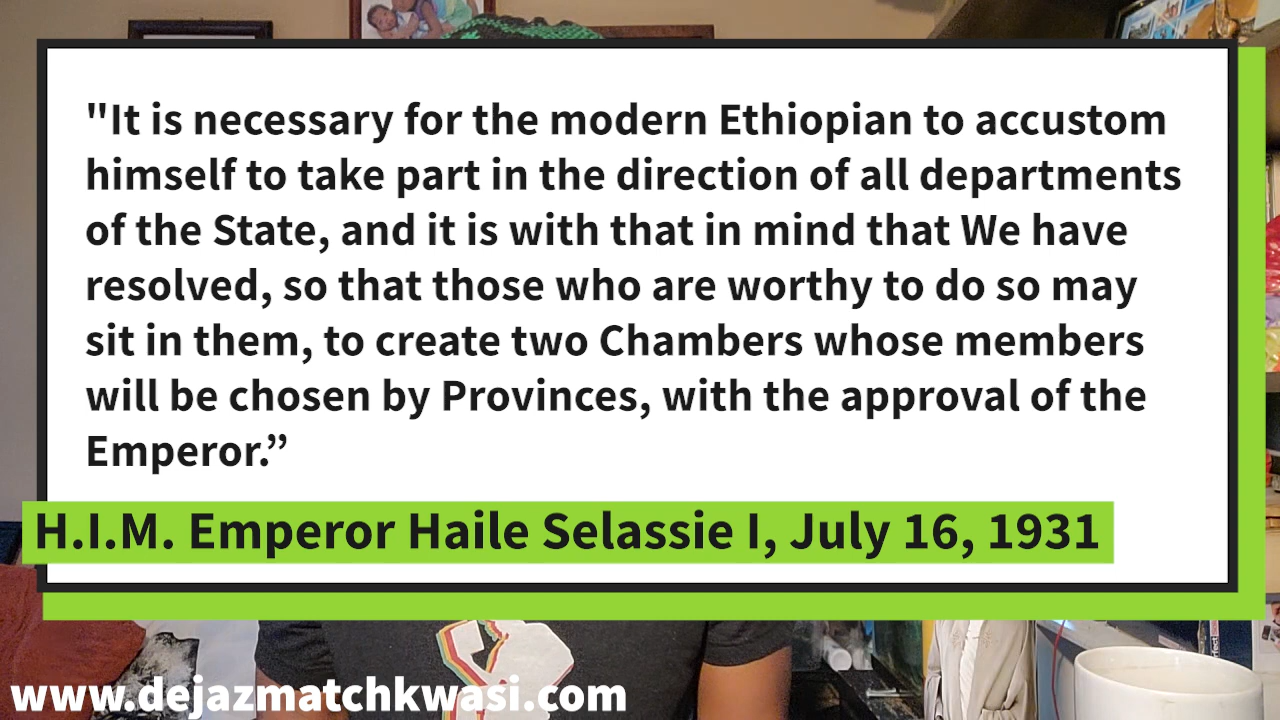 "It is necessary for the modern Ethiopian to accustom
himself to take part in the direction of all departments
of the State, and it is with that in mind that We have
resolved, so that those who are worthy to do so may
sit in them, to create two Chambers whose members
will be chosen by Provinces, with the approval of the
Emperor.”
H.I.M. Emperor Haile Selassie I, July 16, 1931
www.dejazmatchkwasi.com